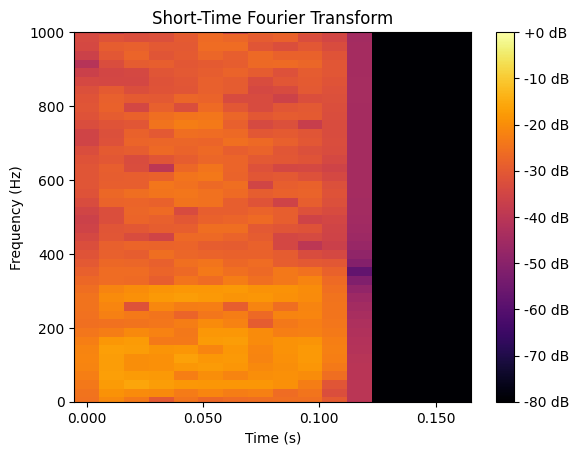 Short-Time Fourier Transform
1000
800
600
400
200
0
Frequency (Hz)
0.000
0.050
0.100
0.150
Time (s)
+0 dB
-10 dB
-20 dB
-30 dB
-40 dB
-50 dB
-60 dB
-70 dB
-80 dB